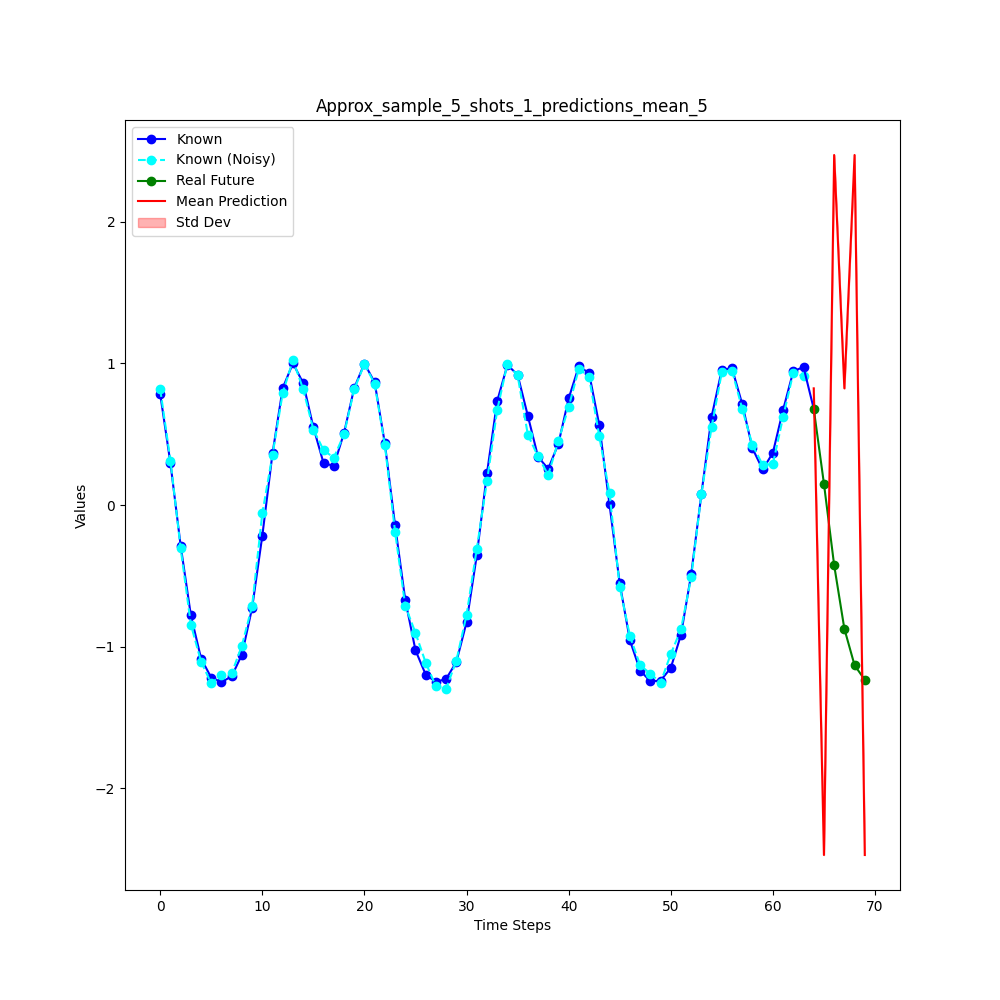 Approx_sample_5_shots_1_predictions_mean_5
Known
Known (Noisy)
Real Future
Mean Prediction
Std Dev
2
1
0
−1
−2
Values
0 10 20 30 40 50 60 70
Time Steps